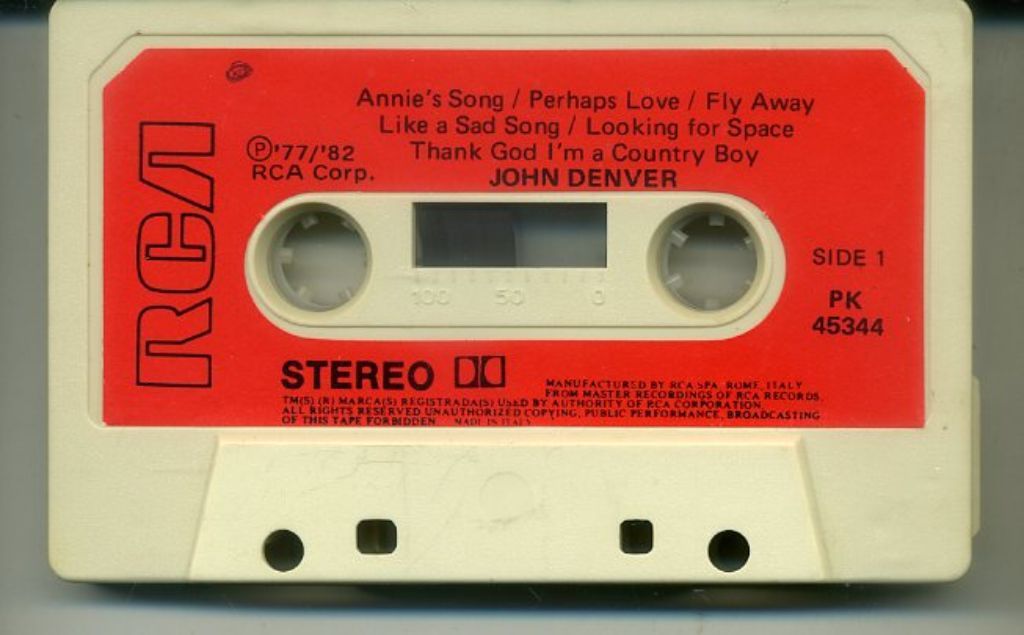 Annie's Song / Perhaps Love / Fly Away
Like a Sad Song / Looking for Space
Thank God I'm a Country Boy
JOHN DENVER
Ⓟ'77/'82
RCA Corp.
RCA
SIDE 1
PK
45344
100 50 0
STEREO
MANUFACTURED BY RCA SPA. ROME. ITALY
FROM MASTER RECORDINGS OF RCA RECORDS.
TM(S) (R) MARCA(S) REGISTRADA(S) USED BY AUTHORITY OF RCA CORPORATION.
ALL RIGHTS RESERVED UNAUTHORIZED COPYING, PUBLIC PERFORMANCE, BROADCASTING
OF THIS TAPE FORBIDDEN MADE IN ITALY